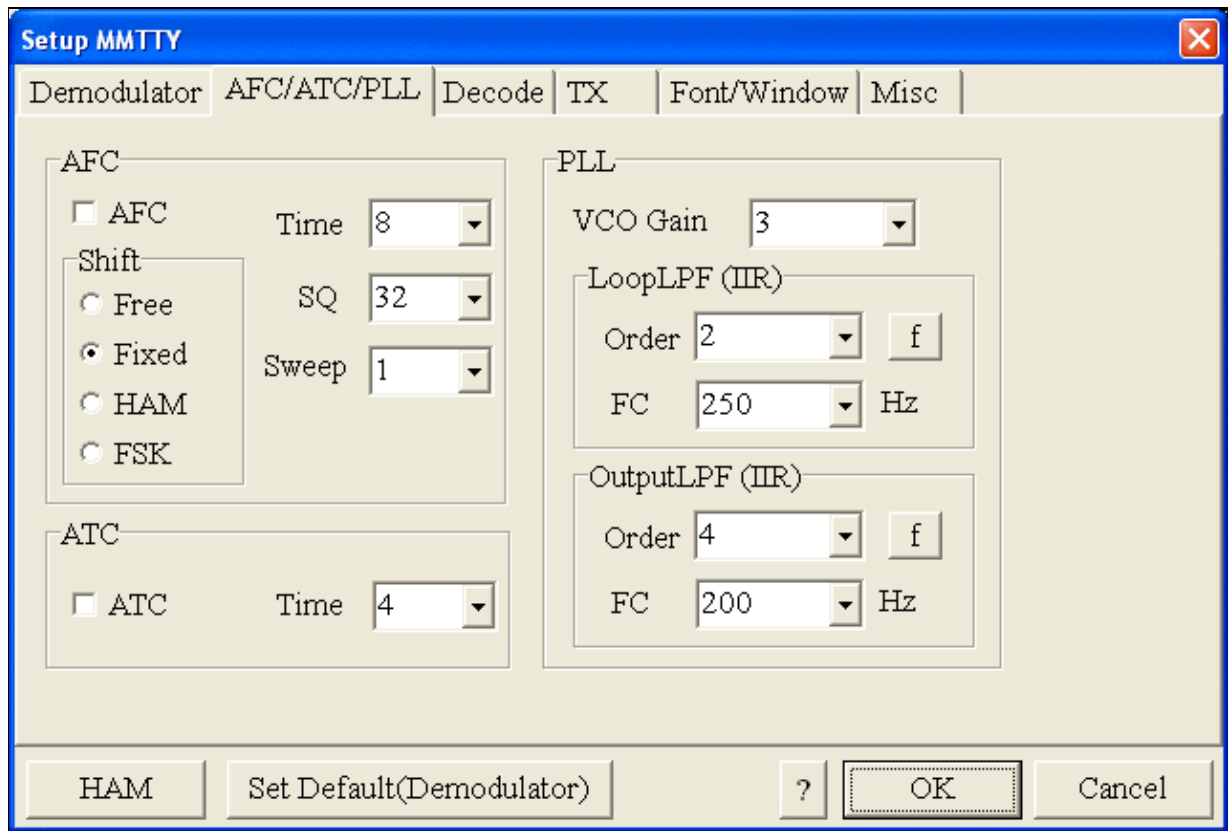 Setup MMTTY
Demodulator AFC/ATC/PLL Decode TX Font/Window Misc
AFC
AFC
Time 8
Shift
Free
Fixed
HAM
FSK
SQ 32
Sweep 1
ATC
ATC Time 4
PLL
VCO Gain 3
LoopLPF (IIR)
Order 2 f
FC 250 Hz
OutputLPF (IIR)
Order 4 f
FC 200 Hz
HAM Set Default(Demodulator) ? OK Cancel